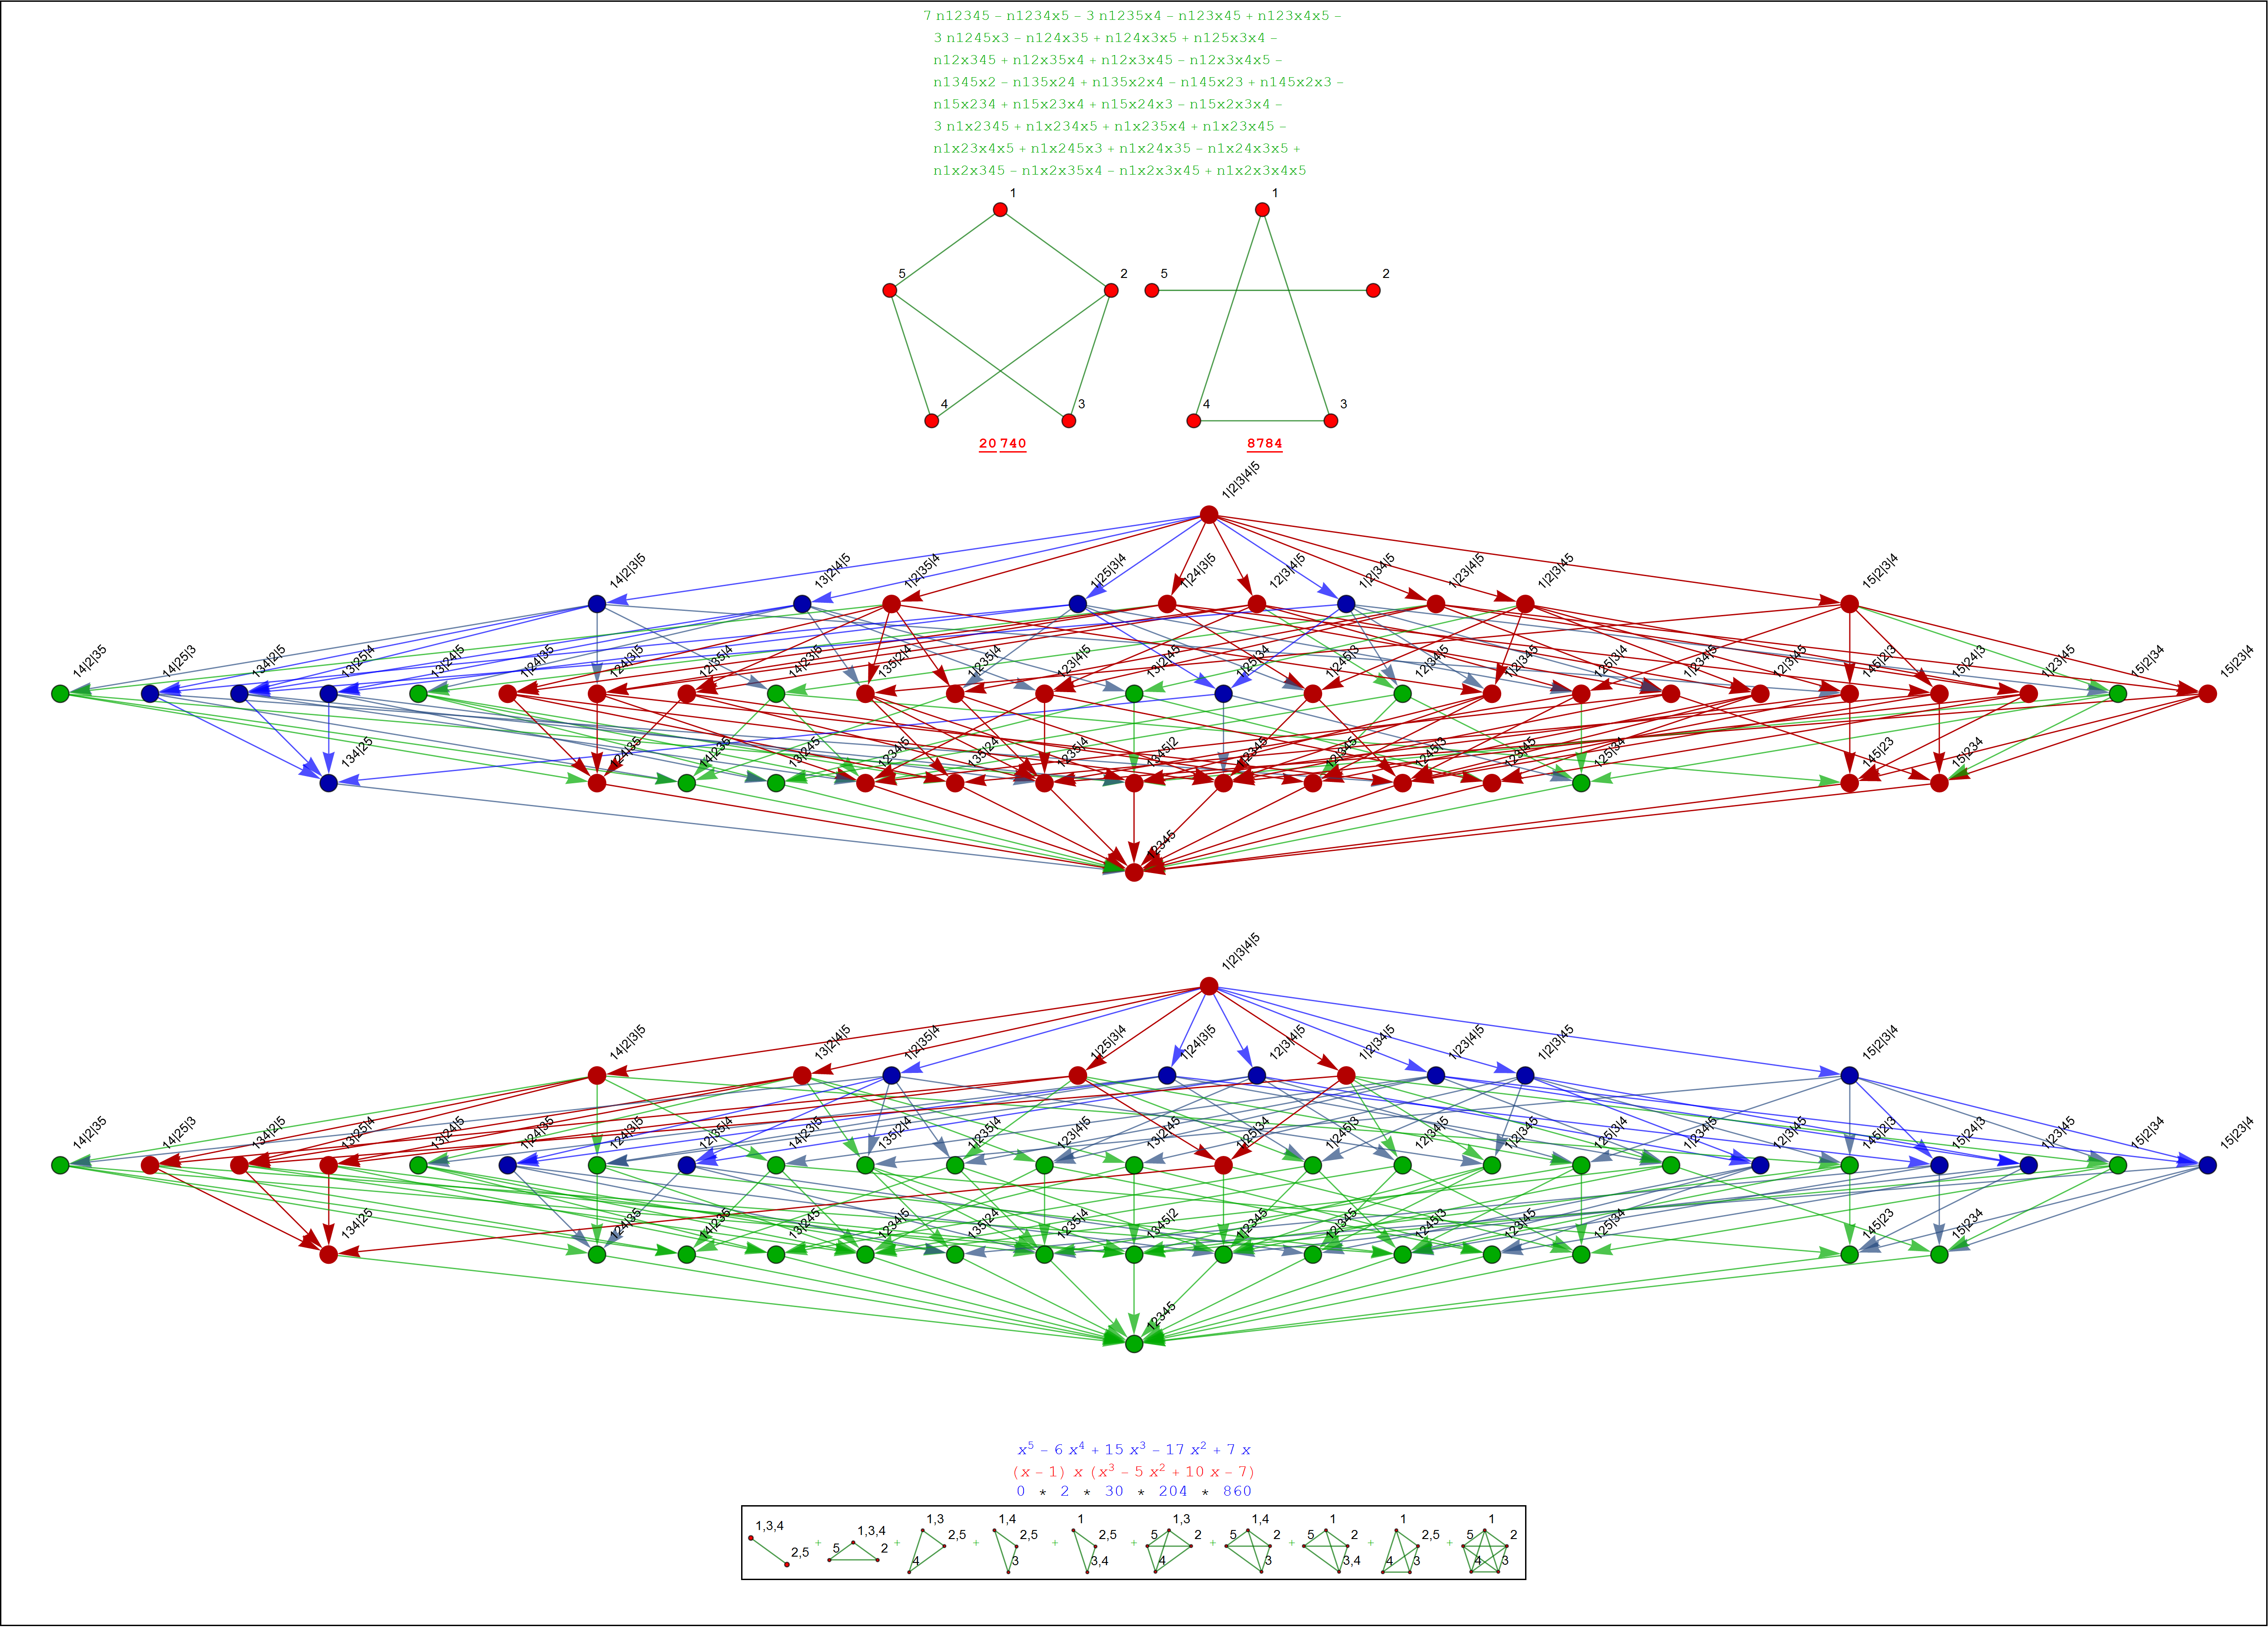 7 n12345 – n1234x5 – 3 n1235x4 – n123x45 + n123x4x5 –
3 n1245x3 – n124x35 + n124x3x5 + n125x3x4 –
n12x345 + n12x35x4 + n12x3x45 – n12x3x4x5 –
n1345x2 – n135x24 + n135x2x4 – n145x23 + n145x2x3 –
n15x234 + n15x23x4 + n15x24x3 – n15x2x3x4 –
3 n1x2345 + n1x234x5 + n1x235x4 + n1x23x45 –
n1x23x4x5 + n1x245x3 + n1x24x35 – n1x24x3x5 +
n1x2x345 – n1x2x35x4 – n1x2x3x45 + n1x2x3x4x5
1 1
5 2 5 2
4 3 4 3
20 740 8784
1|2|3|4|5
14|2|3|5 13|2|4|5 1|2|35|4 1|25|3|4 1|24|3|5 12|3|4|5 1|2|34|5 1|23|4|5 1|2|3|45 15|2|3|4
14|2|35 14|25|3 134|2|5 13|25|4 13|24|5 1|24|35 124|3|5 12|35|4 14|23|5 135|2|4 1|235|4 123|4|5 13|2|45 1|25|34 1|245|3 12|34|5 1|2|345 125|3|4 1|234|5 12|3|45 145|2|3 15|24|3 1|23|45 15|2|34 15|23|4
134|25 124|35 14|235 13|245 1234|5 135|24 1235|4 1345|2 1|2345 12|345 1245|3 123|45 125|34 145|23 15|234
12345
1|2|3|4|5
14|2|3|5 13|2|4|5 1|2|35|4 1|25|3|4 1|24|3|5 12|3|4|5 1|2|34|5 1|23|4|5 1|2|3|45 15|2|3|4
14|2|35 14|25|3 134|2|5 13|25|4 13|24|5 1|24|35 124|3|5 12|35|4 14|23|5 135|2|4 1|235|4 123|4|5 13|2|45 1|25|34 1|245|3 12|34|5 1|2|345 125|3|4 1|234|5 12|3|45 145|2|3 15|24|3 1|23|45 15|2|34 15|23|4
134|25 124|35 14|235 13|245 1234|5 135|24 1235|4 1345|2 1|2345 12|345 1245|3 123|45 125|34 145|23 15|234
12345
x⁵ – 6 x⁴ + 15 x³ – 17 x² + 7 x
(x – 1) x (x³ – 5 x² + 10 x – 7)
0 * 2 * 30 * 204 * 860
1,3,4 2,5 + 1,3,4 5 2 + 1,3 2,5 4 + 1,4 2,5 3 + 1 2,5 3,4 + 1,3 5 2 4 + 1,4 5 2 3 + 1 5 2 3,4 + 1 2,5 4 3 + 1 5 2 4 3